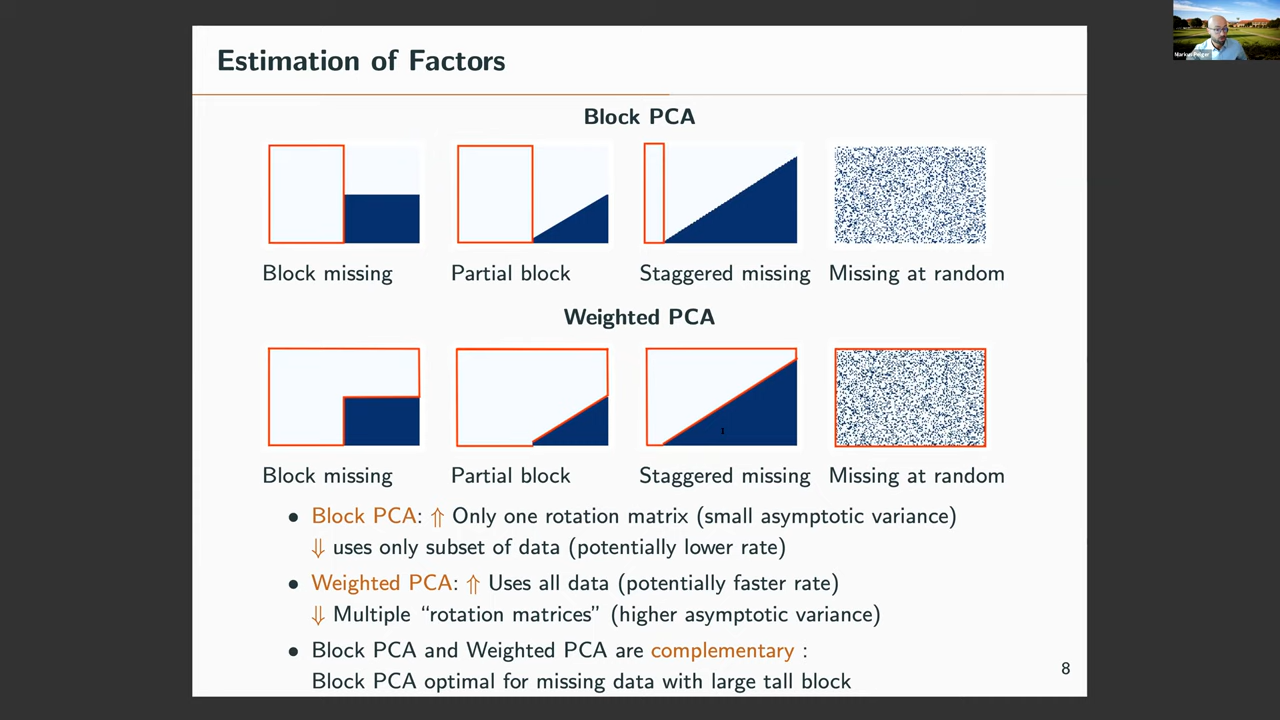 Estimation of Factors
Block PCA
Block missing Partial block Staggered missing Missing at random
Weighted PCA
Block missing Partial block Staggered missing Missing at random
• Block PCA: ⇑ Only one rotation matrix (small asymptotic variance)
⇓ uses only subset of data (potentially lower rate)
• Weighted PCA: ⇑ Uses all data (potentially faster rate)
⇓ Multiple “rotation matrices” (higher asymptotic variance)
• Block PCA and Weighted PCA are complementary :
Block PCA optimal for missing data with large tall block
8